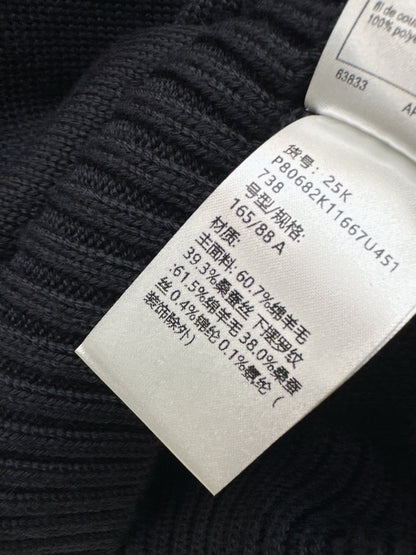 fil de
100% polye
63833
AP
货号: 25K
P80682K11667U451
738
号型/规格:
165/88 A
材质:
主面料: 60.7%绵羊毛
39.3%桑蚕丝 下埋罗纹
:61.5%绵羊毛 38.0%桑蚕
丝 0.4%锦纶 0.1%氨纶 (
装饰除外)